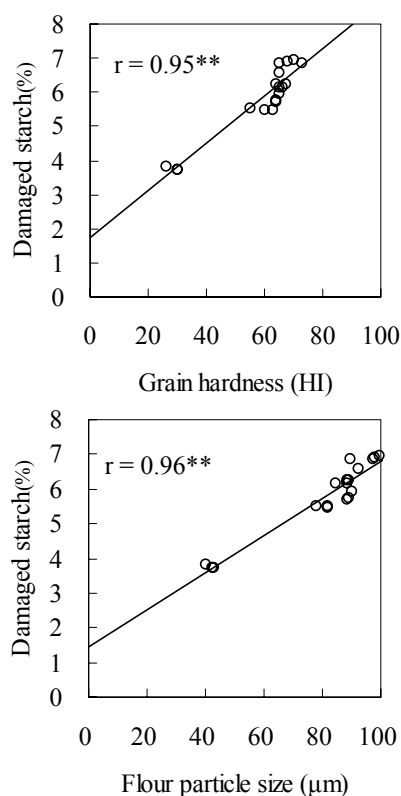 8
7
r = 0.95**
6
5
4
3
2
1
0
Damaged starch(%)
0 20 40 60 80 100
Grain hardness (HI)
8
7
r = 0.96**
6
5
4
3
2
1
0
Damaged starch(%)
0 20 40 60 80 100
Flour particle size (μm)